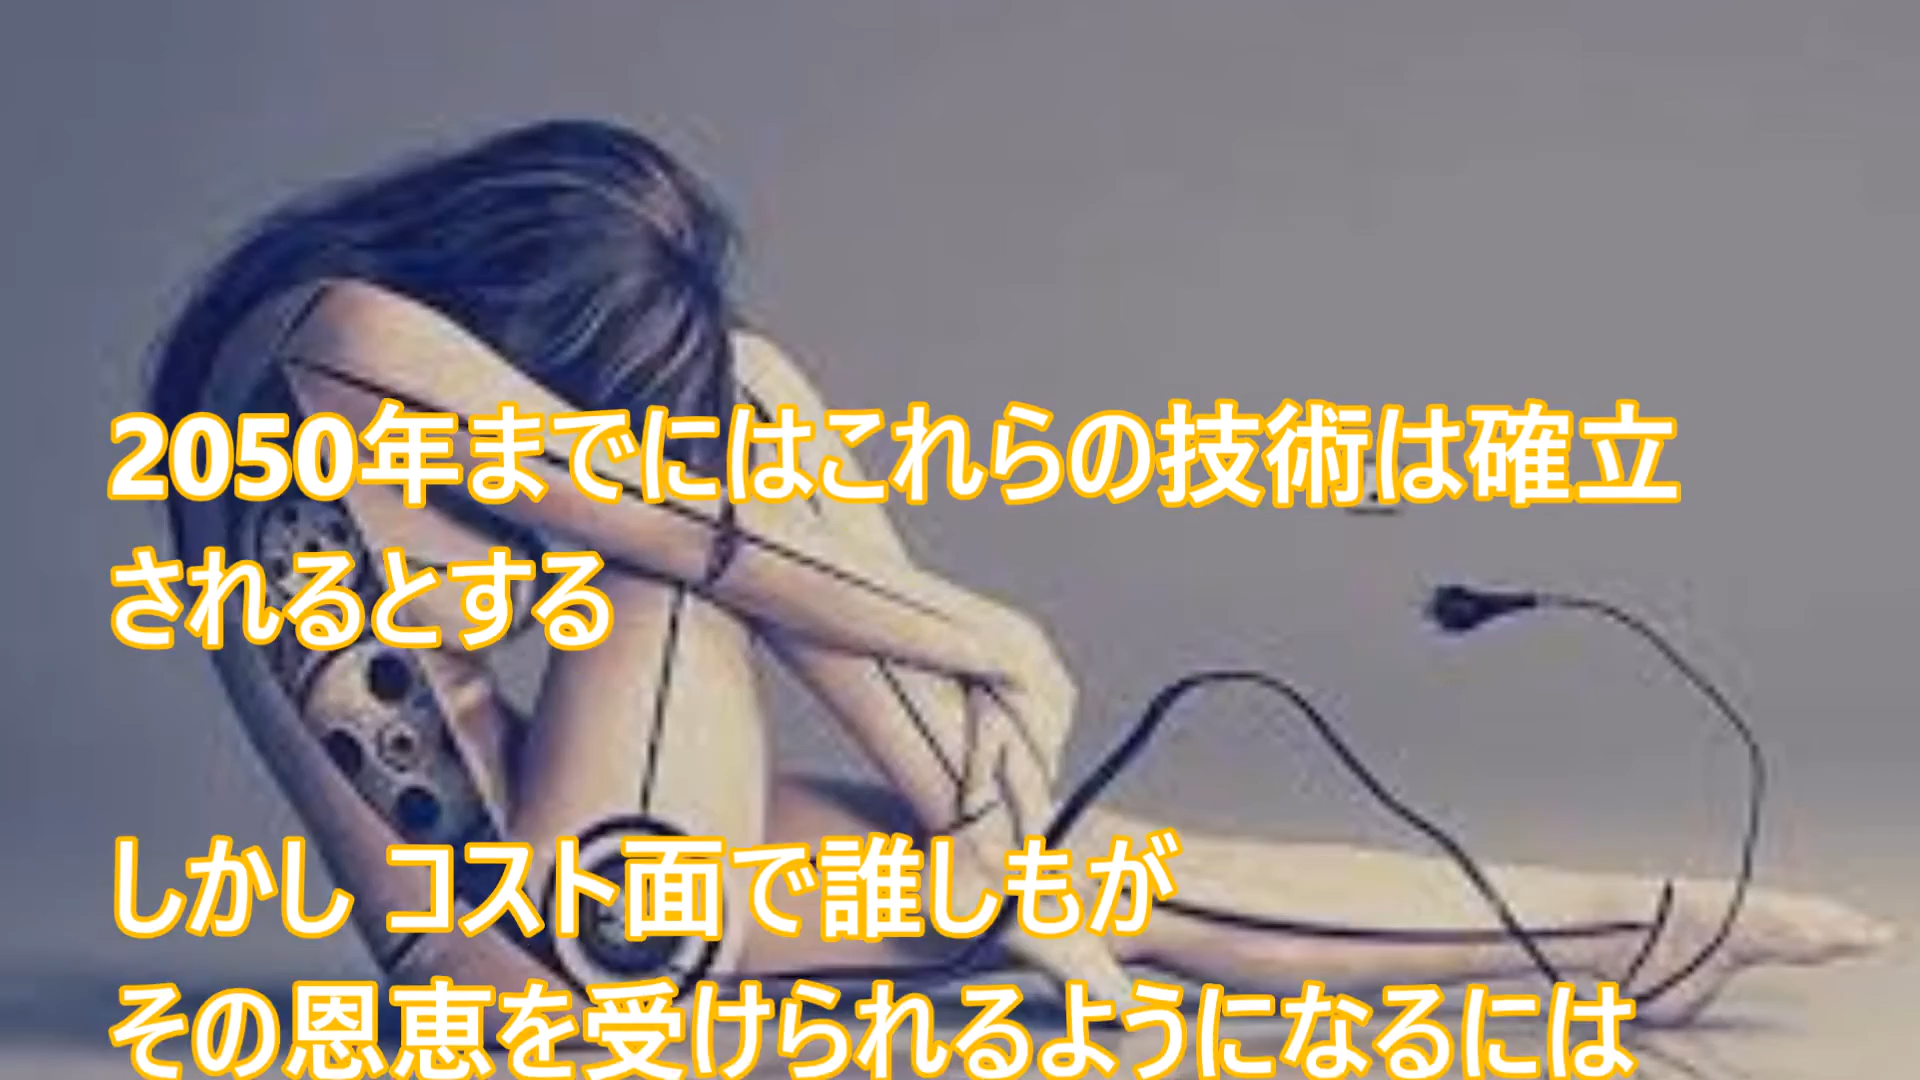 2050年までにはこれらの技術は確立
されるとする
しかし コスト面で誰しもが
その恩恵を受けられるようになるには